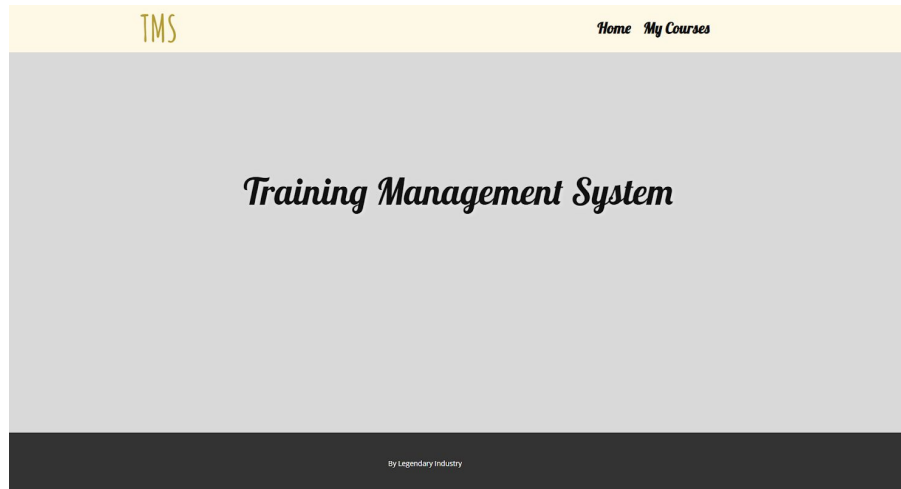 TMS
Home My Courses
Training Management System
By Legendary Industry